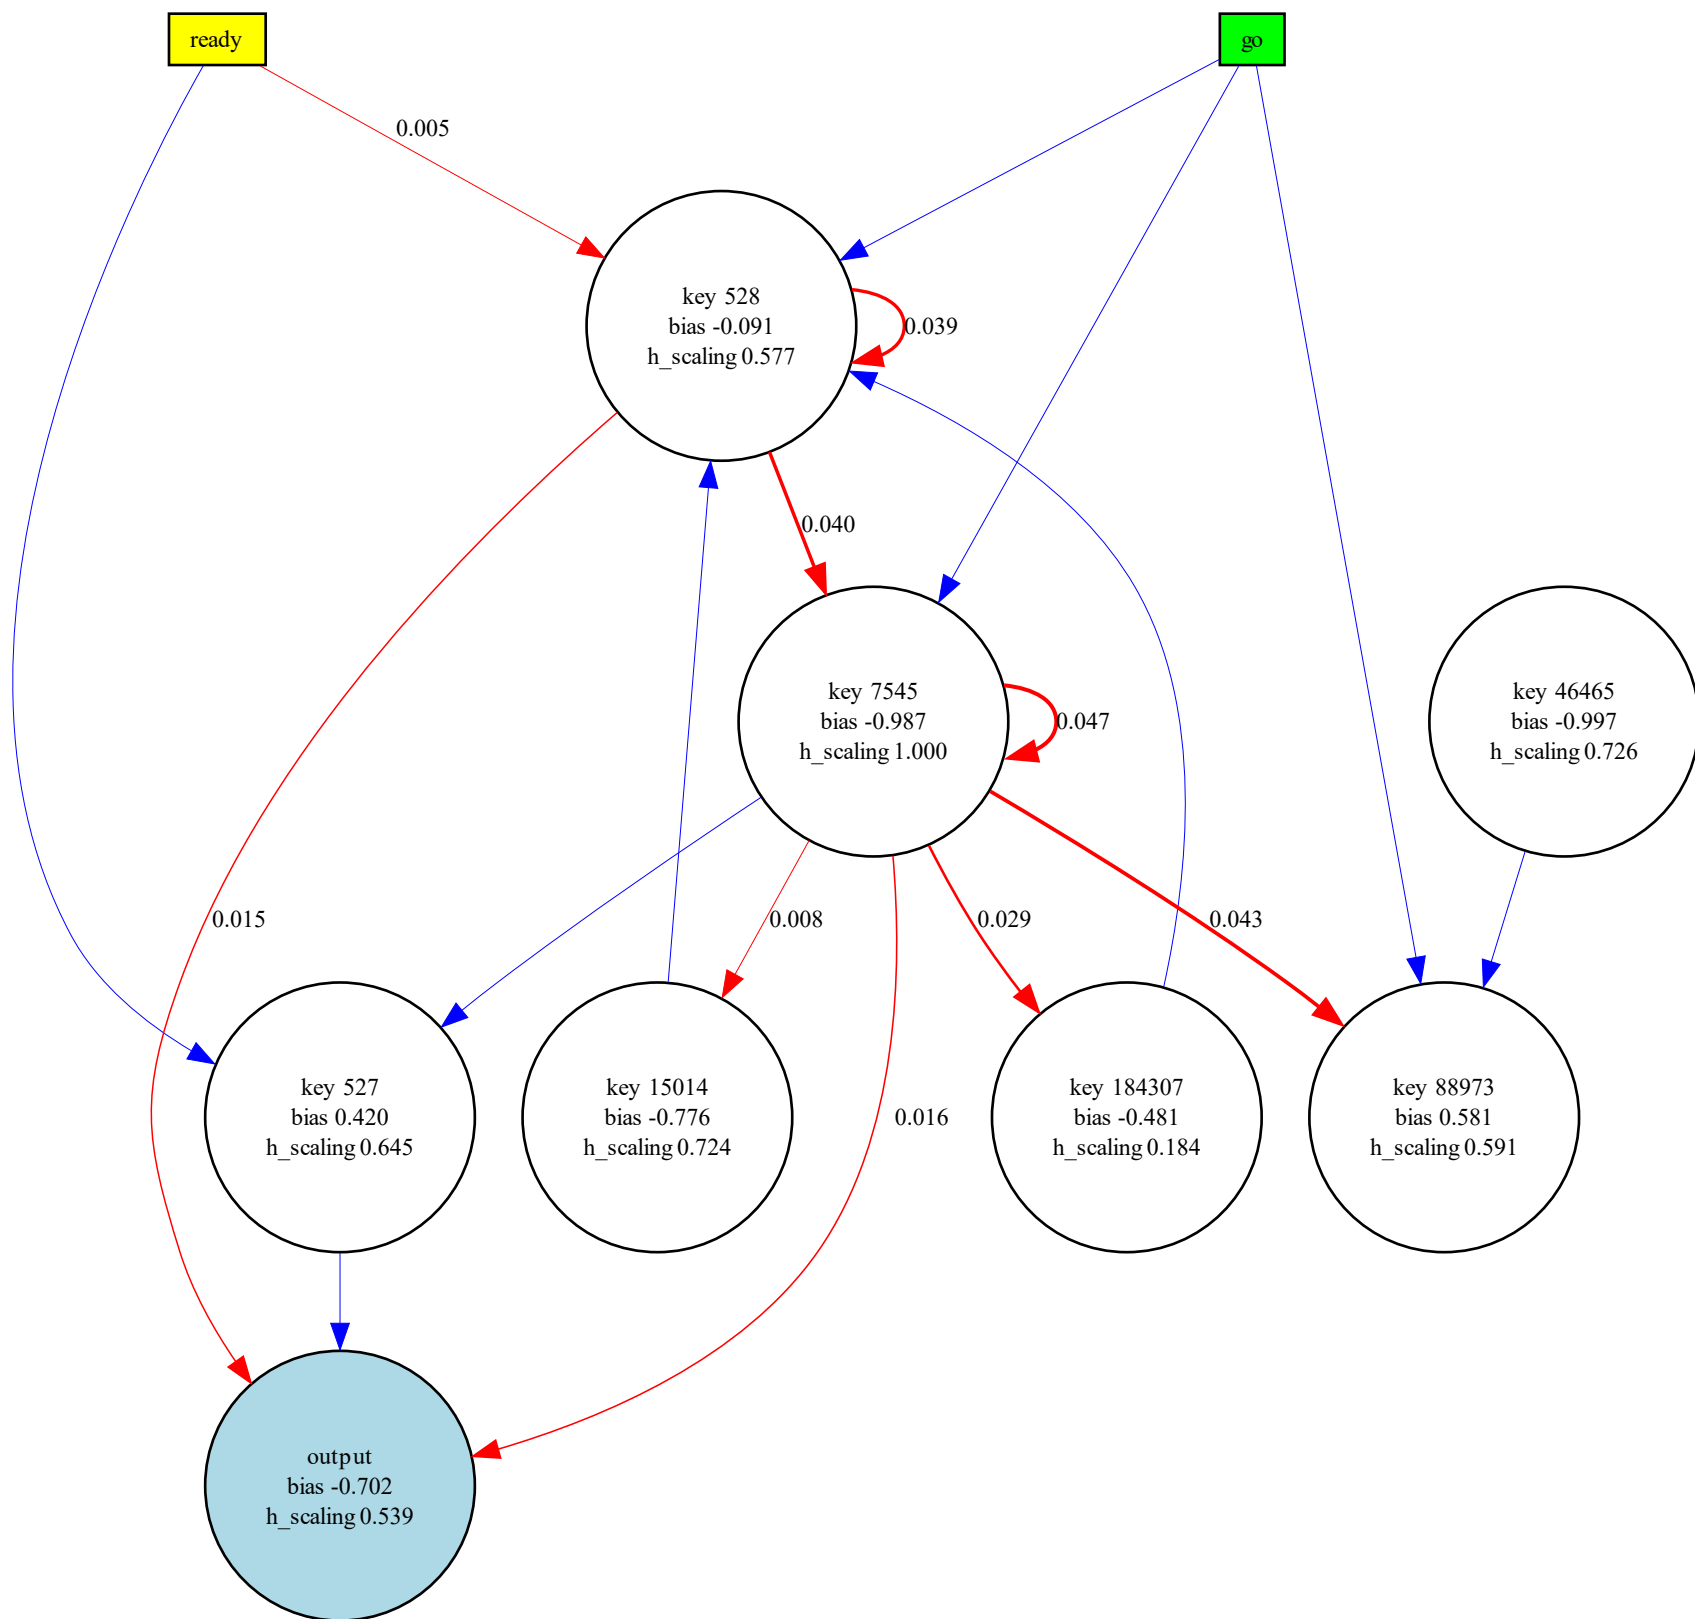 ready
go
0.005
key 528
bias -0.091
h_scaling 0.577
0.039
0.040
key 7545
bias -0.987
h_scaling 1.000
0.047
key 46465
bias -0.997
h_scaling 0.726
0.015
0.008
0.029
0.043
key 527
bias 0.420
h_scaling 0.645
key 15014
bias -0.776
h_scaling 0.724
0.016
key 184307
bias -0.481
h_scaling 0.184
key 88973
bias 0.581
h_scaling 0.591
output
bias -0.702
h_scaling 0.539